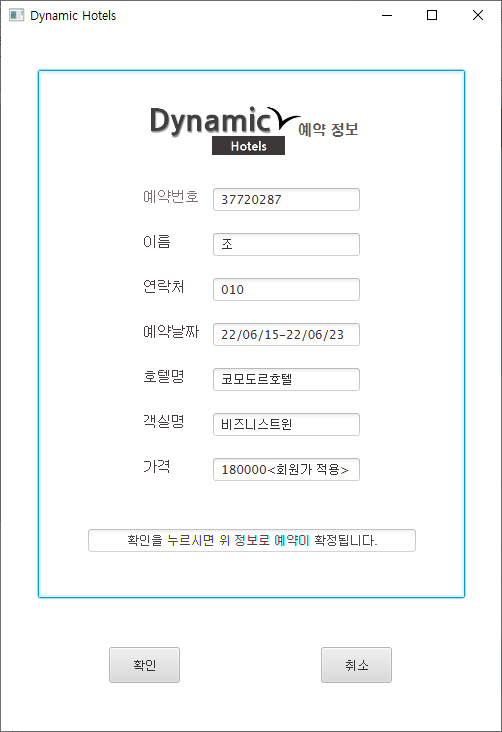 Dynamic Hotels
Dynamic 예약 정보
Hotels
예약번호 37720287
이름 조
연락처 010
예약날짜 22/06/15-22/06/23
호텔명 코모도르호텔
객실명 비즈니스트윈
가격 180000<회원가 적용>
확인을 누르시면 위 정보로 예약이 확정됩니다.
확인 취소